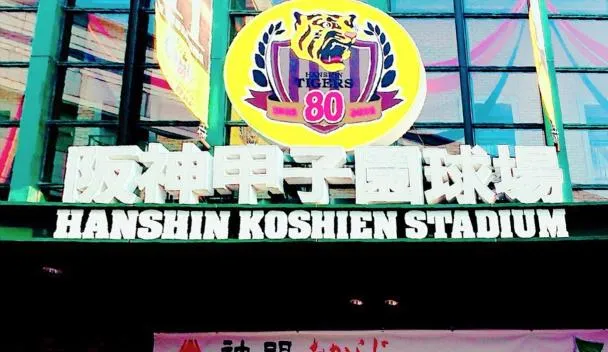 HANSHIN
TIGERS
80
阪神甲子園球場
HANSHIN KOSHIEN STADIUM